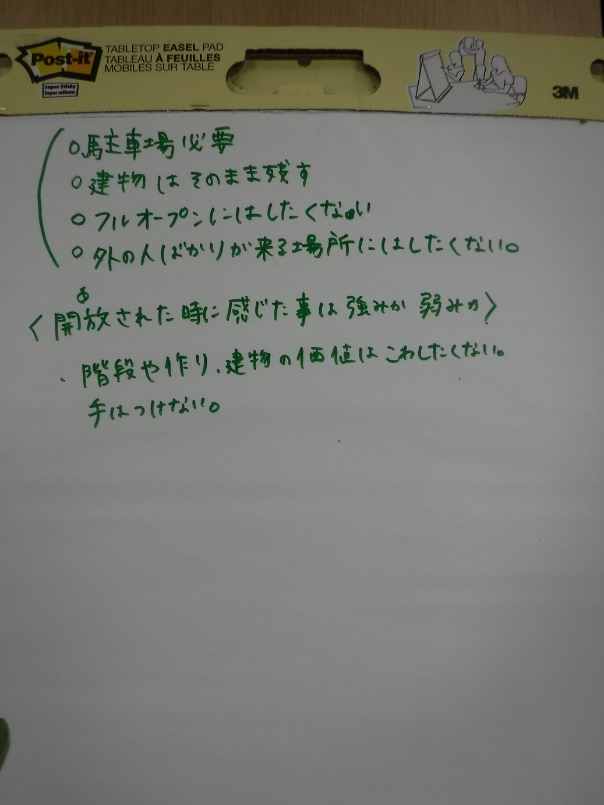 Post-it
Super Sticky
TABLETOP EASEL PAD
TABLEAU À FEUILLES
MOBILES SUR TABLE
3M
○駐車場必要
○建物はそのまま残す
○フルオープンにはしたくない
○外の人ばかりが来る場所にはしたくない。
〈開放された時に感じた事は強みか 弱みか〉
・階段や作り、建物の価値はこわしたくない。
手はつけない。